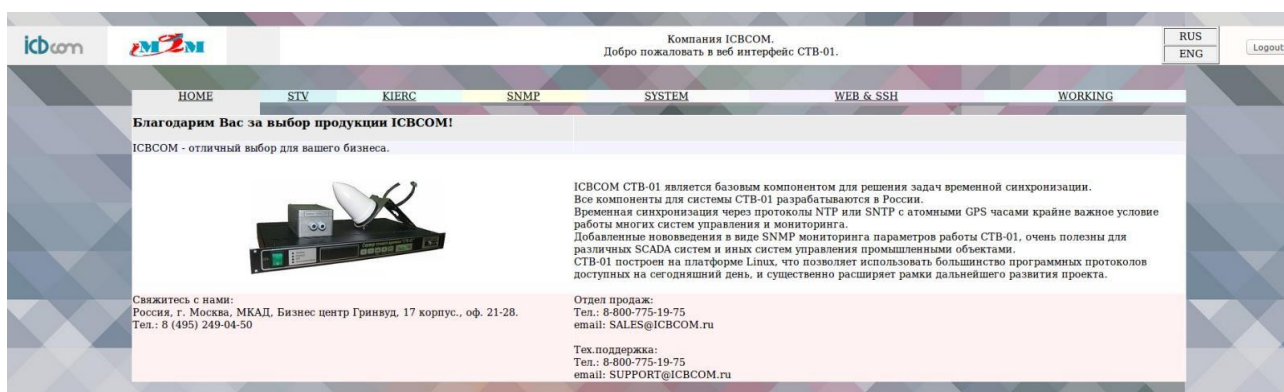 icbcom
iM2M
Компания ICBCOM.
Добро пожаловать в веб интерфейс СТВ-01.
RUS
ENG
Logout
HOME STV KIERC SNMP SYSTEM WEB & SSH WORKING
Благодарим Вас за выбор продукции ICBCOM!
ICBCOM - отличный выбор для вашего бизнеса.
ICBCOM СТВ-01 является базовым компонентом для решения задач временной синхронизации.
Все компоненты для системы СТВ-01 разрабатываются в России.
Временная синхронизация через протоколы NTP или SNTP с атомными GPS часами крайне важное условие
работы многих систем управления и мониторинга.
Добавленные нововведения в виде SNMP мониторинга параметров работы СТВ-01, очень полезны для
различных SCADA систем и иных систем управления промышленными объектами.
СТВ-01 построен на платформе Linux, что позволяет использовать большинство программных протоколов
доступных на сегодняшний день, и существенно расширяет рамки дальнейшего развития проекта.
Свяжитесь с нами:
Россия, г. Москва, МКАД, Бизнес центр Гринвуд, 17 корпус., оф. 21-28.
Тел.: 8 (495) 249-04-50
Отдел продаж:
Тел.: 8-800-775-19-75
email: SALES@ICBCOM.ru
Тех.поддержка:
Тел.: 8-800-775-19-75
email: SUPPORT@ICBCOM.ru